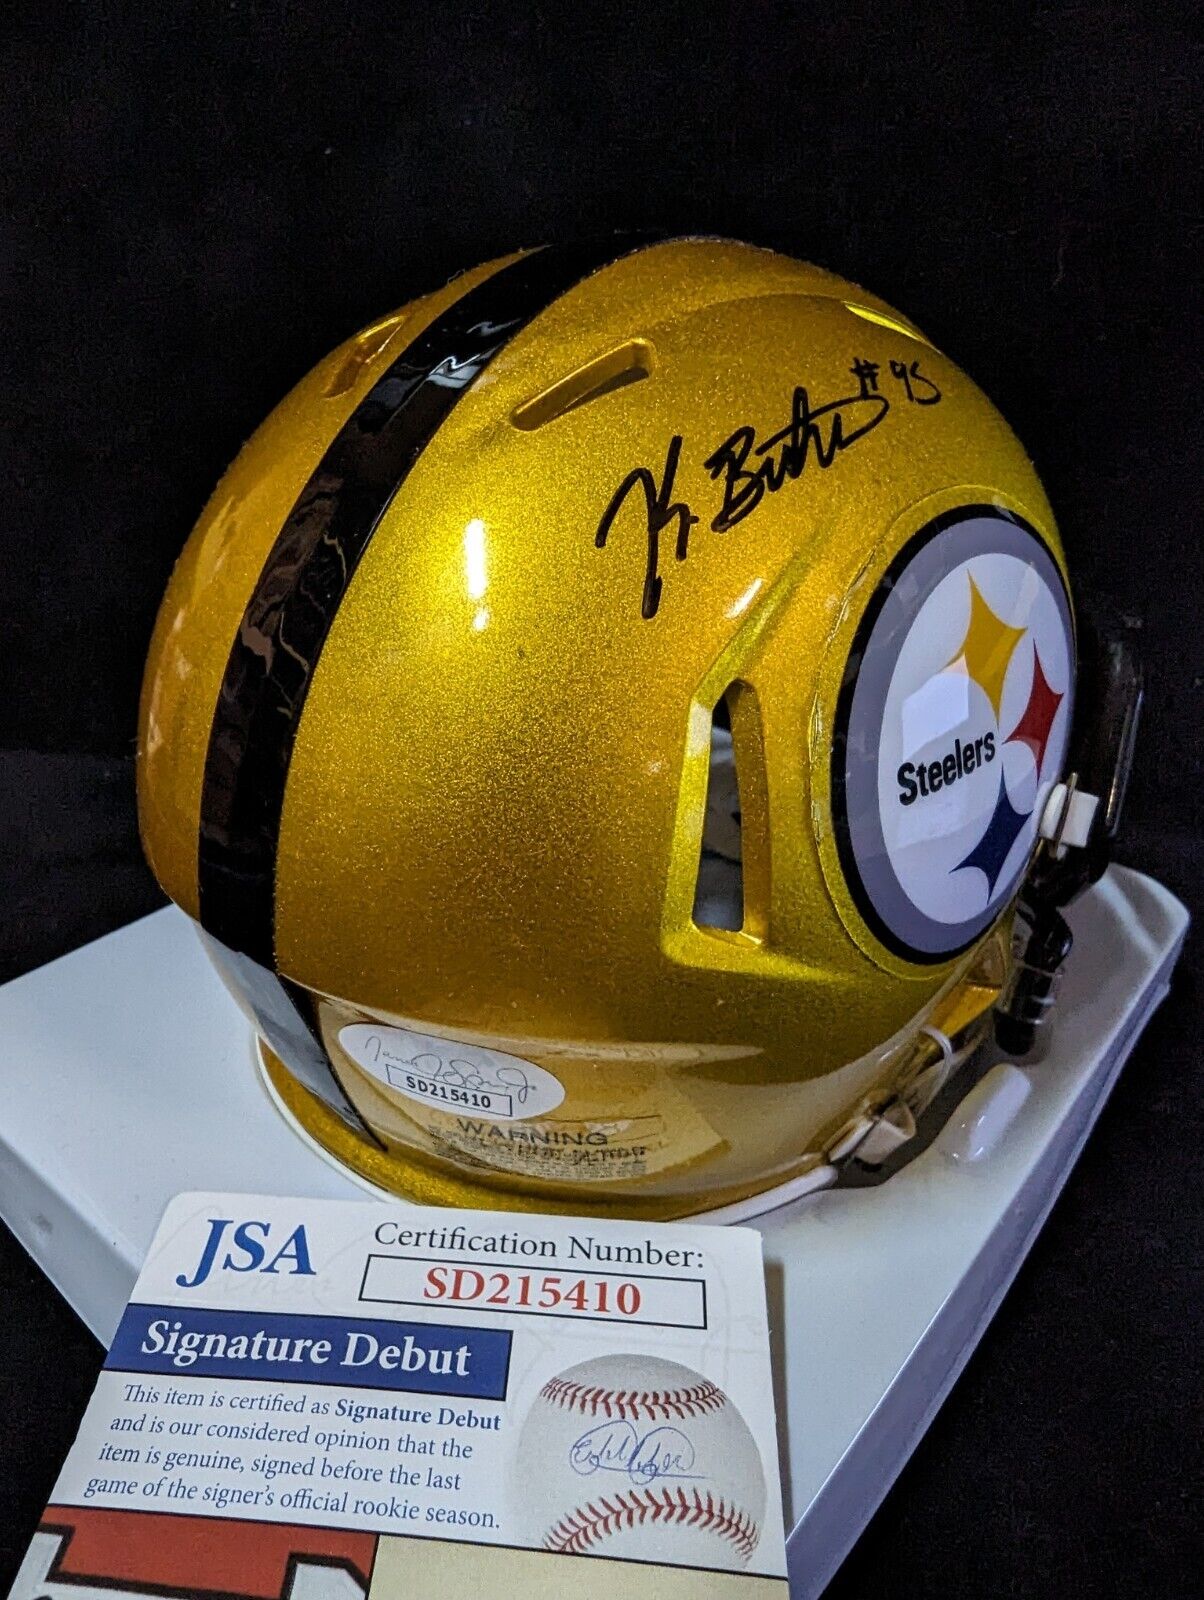 K. Butler #95
Steelers
SD215410
WARNING
JSA
Certification Number:
SD215410
Signature Debut
This item is certified as Signature Debut
and is our considered opinion that the
item is genuine, signed before the last
game of the signer's official rookie season.